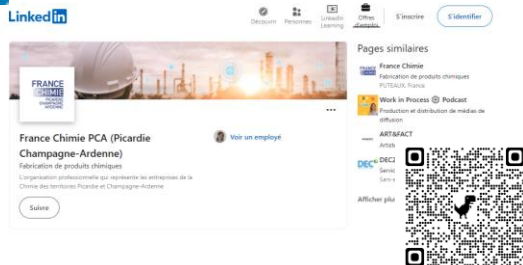 Linked in
Découvrir
Personnes
LinkedIn Learning
Offres d'emploi
S'inscrire
S'identifier
FRANCE
CHIMIE
PICARDIE
CHAMPAGNE-
ARDENNE
France Chimie PCA (Picardie
Champagne-Ardenne)
Fabrication de produits chimiques
L'organisation professionnelle qui représente les entreprises de la
Chimie des territoires Picardie et Champagne-Ardenne
Suivre
Voir un employé
Pages similaires
France Chimie
Fabrication de produits chimiques
PUTEAUX, France
Work in Process Podcast
Production et distribution de médias de
diffusion
ART&FACT
DEC2
Afficher plus